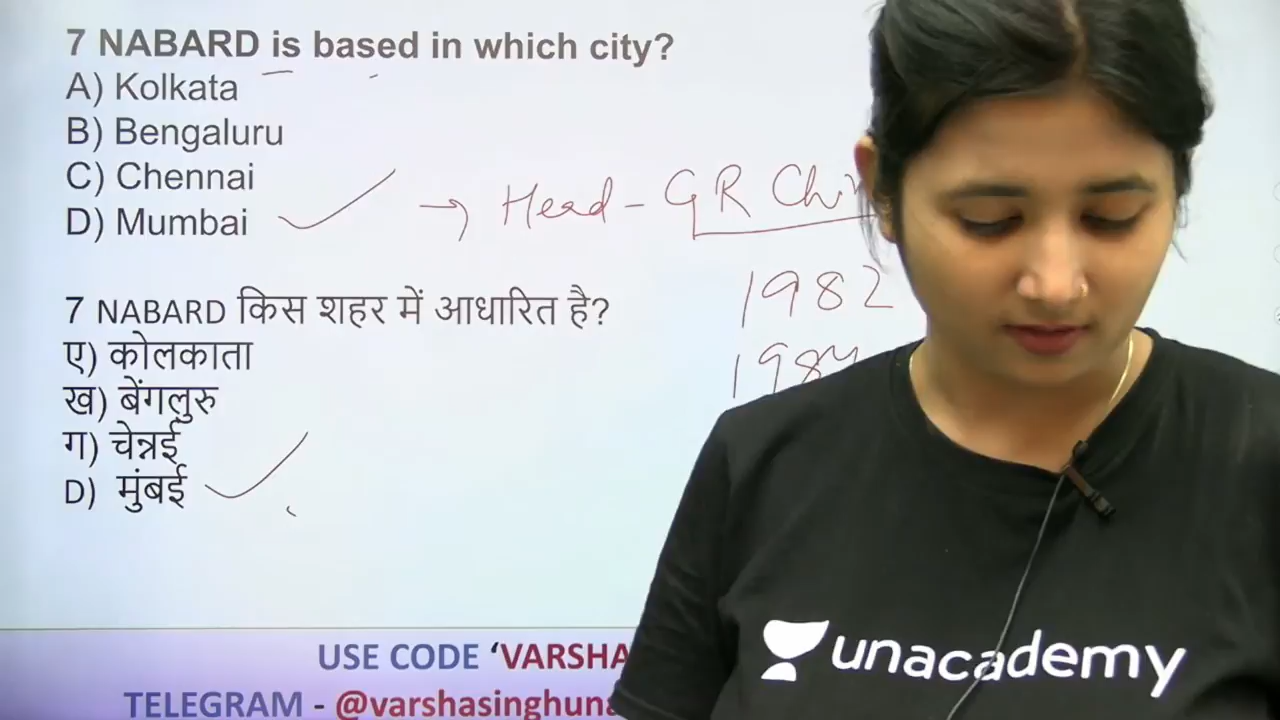 7 NABARD is based in which city?
A) Kolkata
B) Bengaluru
C) Chennai
D) Mumbai
→ Head - GR
1982
7 NABARD किस शहर में आधारित है?
ए) कोलकाता
ख) बेंगलुरु
ग) चेन्नई
D) मुंबई
USE CODE ‘VARSHA
TELEGRAM - @varshasinghuna
unacademy